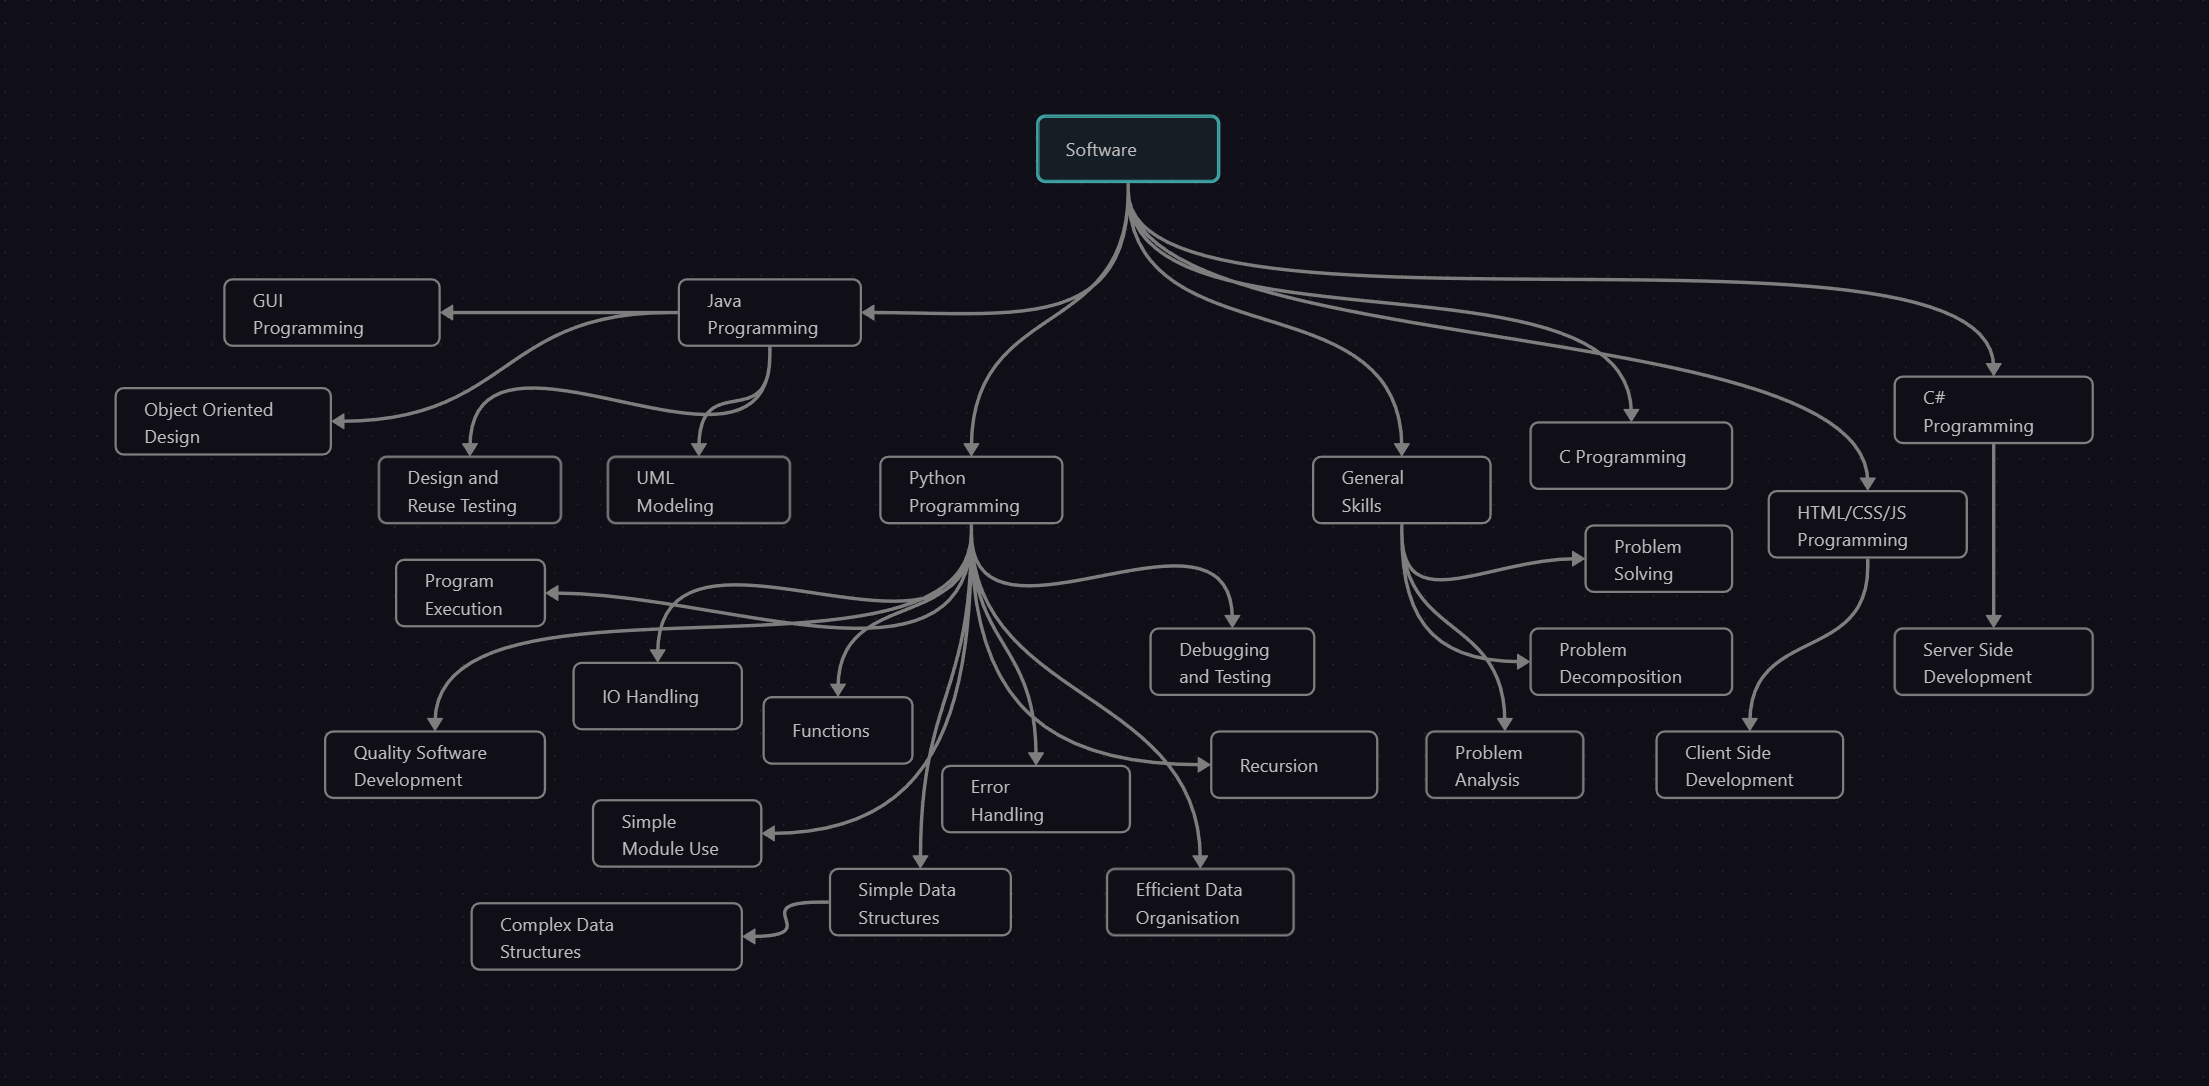 Software
GUI
Programming
Java
Programming
Object Oriented
Design
C#
Programming
C Programming
Design and
Reuse Testing
UML
Modeling
Python
Programming
General
Skills
HTML/CSS/JS
Programming
Problem
Solving
Program
Execution
IO Handling
Functions
Debugging
and Testing
Problem
Decomposition
Server Side
Development
Quality Software
Development
Error
Handling
Recursion
Problem
Analysis
Client Side
Development
Simple
Module Use
Simple Data
Structures
Efficient Data
Organisation
Complex Data
Structures